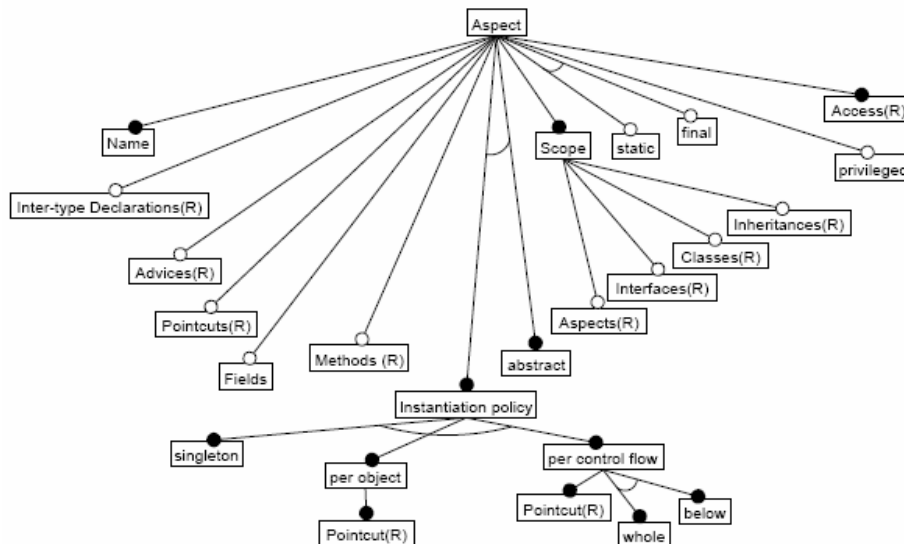 Aspect
Name
Inter-type Declarations(R)
Advices(R)
Pointcuts(R)
Fields
Methods (R)
Instantiation policy
singleton
per object
Pointcut(R)
per control flow
Pointcut(R)
whole
below
abstract
Scope
Aspects(R)
Interfaces(R)
Classes(R)
Inheritances(R)
static
final
privileged
Access(R)